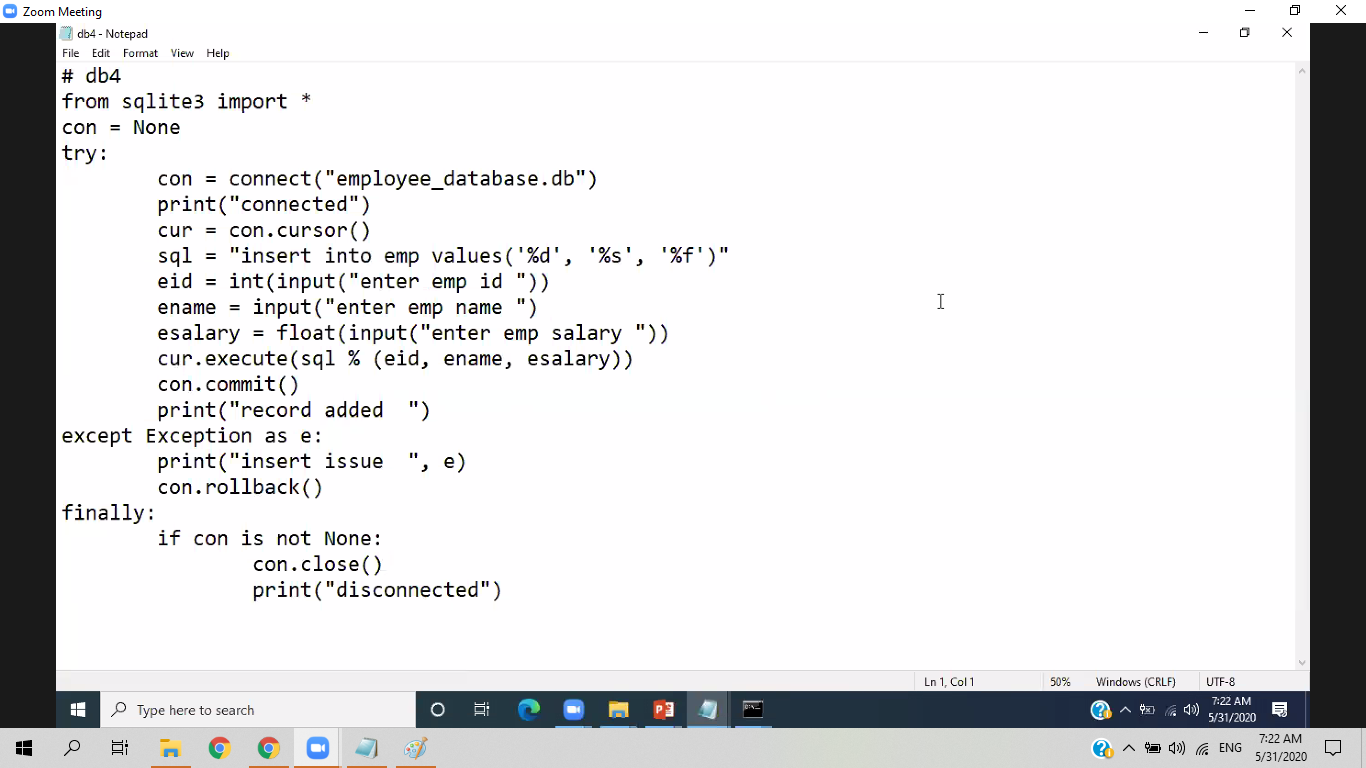 Zoom Meeting
db4 - Notepad
File Edit Format View Help
# db4
from sqlite3 import *
con = None
try:
        con = connect("employee_database.db")
        print("connected")
        cur = con.cursor()
        sql = "insert into emp values('%d', '%s', '%f')"
        eid = int(input("enter emp id "))
        ename = input("enter emp name ")
        esalary = float(input("enter emp salary "))
        cur.execute(sql % (eid, ename, esalary))
        con.commit()
        print("record added  ")
except Exception as e:
        print("insert issue  ", e)
        con.rollback()
finally:
        if con is not None:
                con.close()
                print("disconnected")
Ln 1, Col 1 50% Windows (CRLF) UTF-8
Type here to search
7:22 AM
5/31/2020
ENG
7:22 AM
5/31/2020